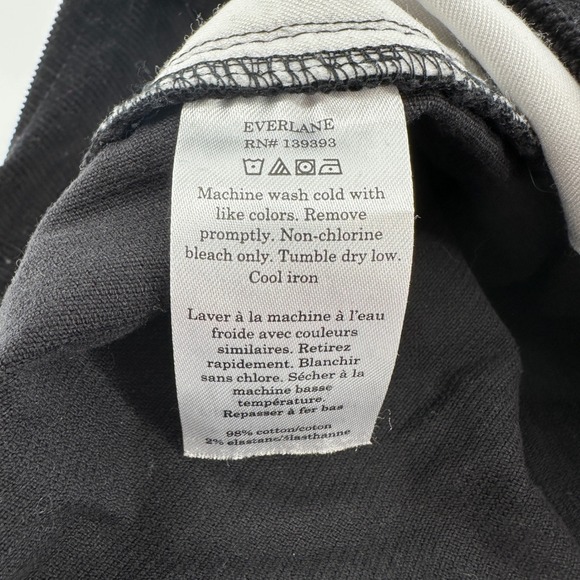 EVERLANE
RN# 139393
Machine wash cold with
like colors. Remove
promptly. Non-chlorine
bleach only. Tumble dry low.
Cool iron
Laver à la machine à l'eau
froide avec couleurs
similaires. Retirez
rapidement. Blanchir
sans chlore. Sécher à la
machine basse
température.
Repasser à fer bas
98% cotton/coton
2% elastane/élasthanne